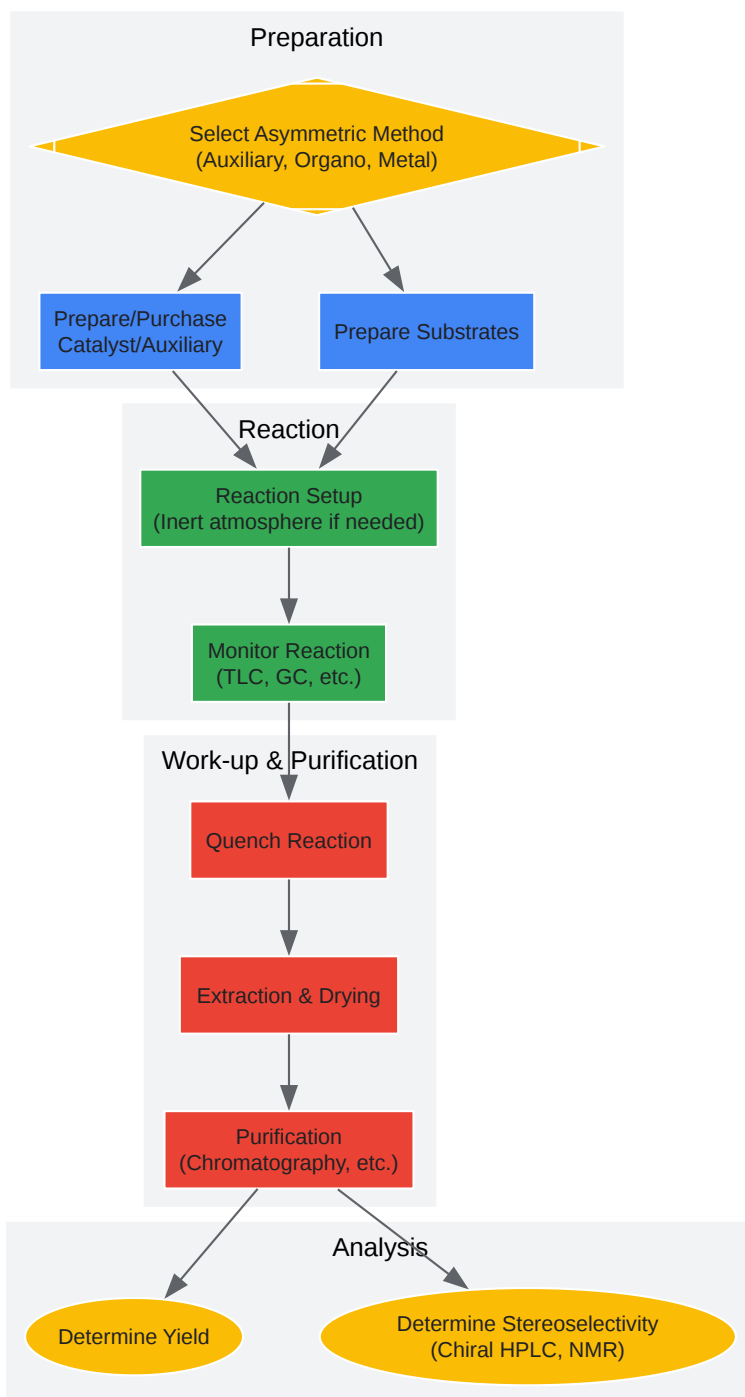 Preparation
Select Asymmetric Method
(Auxiliary, Organo, Metal)
Prepare/Purchase
Catalyst/Auxiliary
Prepare Substrates
Reaction
Reaction Setup
(Inert atmosphere if needed)
Monitor Reaction
(TLC, GC, etc.)
Work-up & Purification
Quench Reaction
Extraction & Drying
Purification
(Chromatography, etc.)
Analysis
Determine Yield
Determine Stereoselectivity
(Chiral HPLC, NMR)